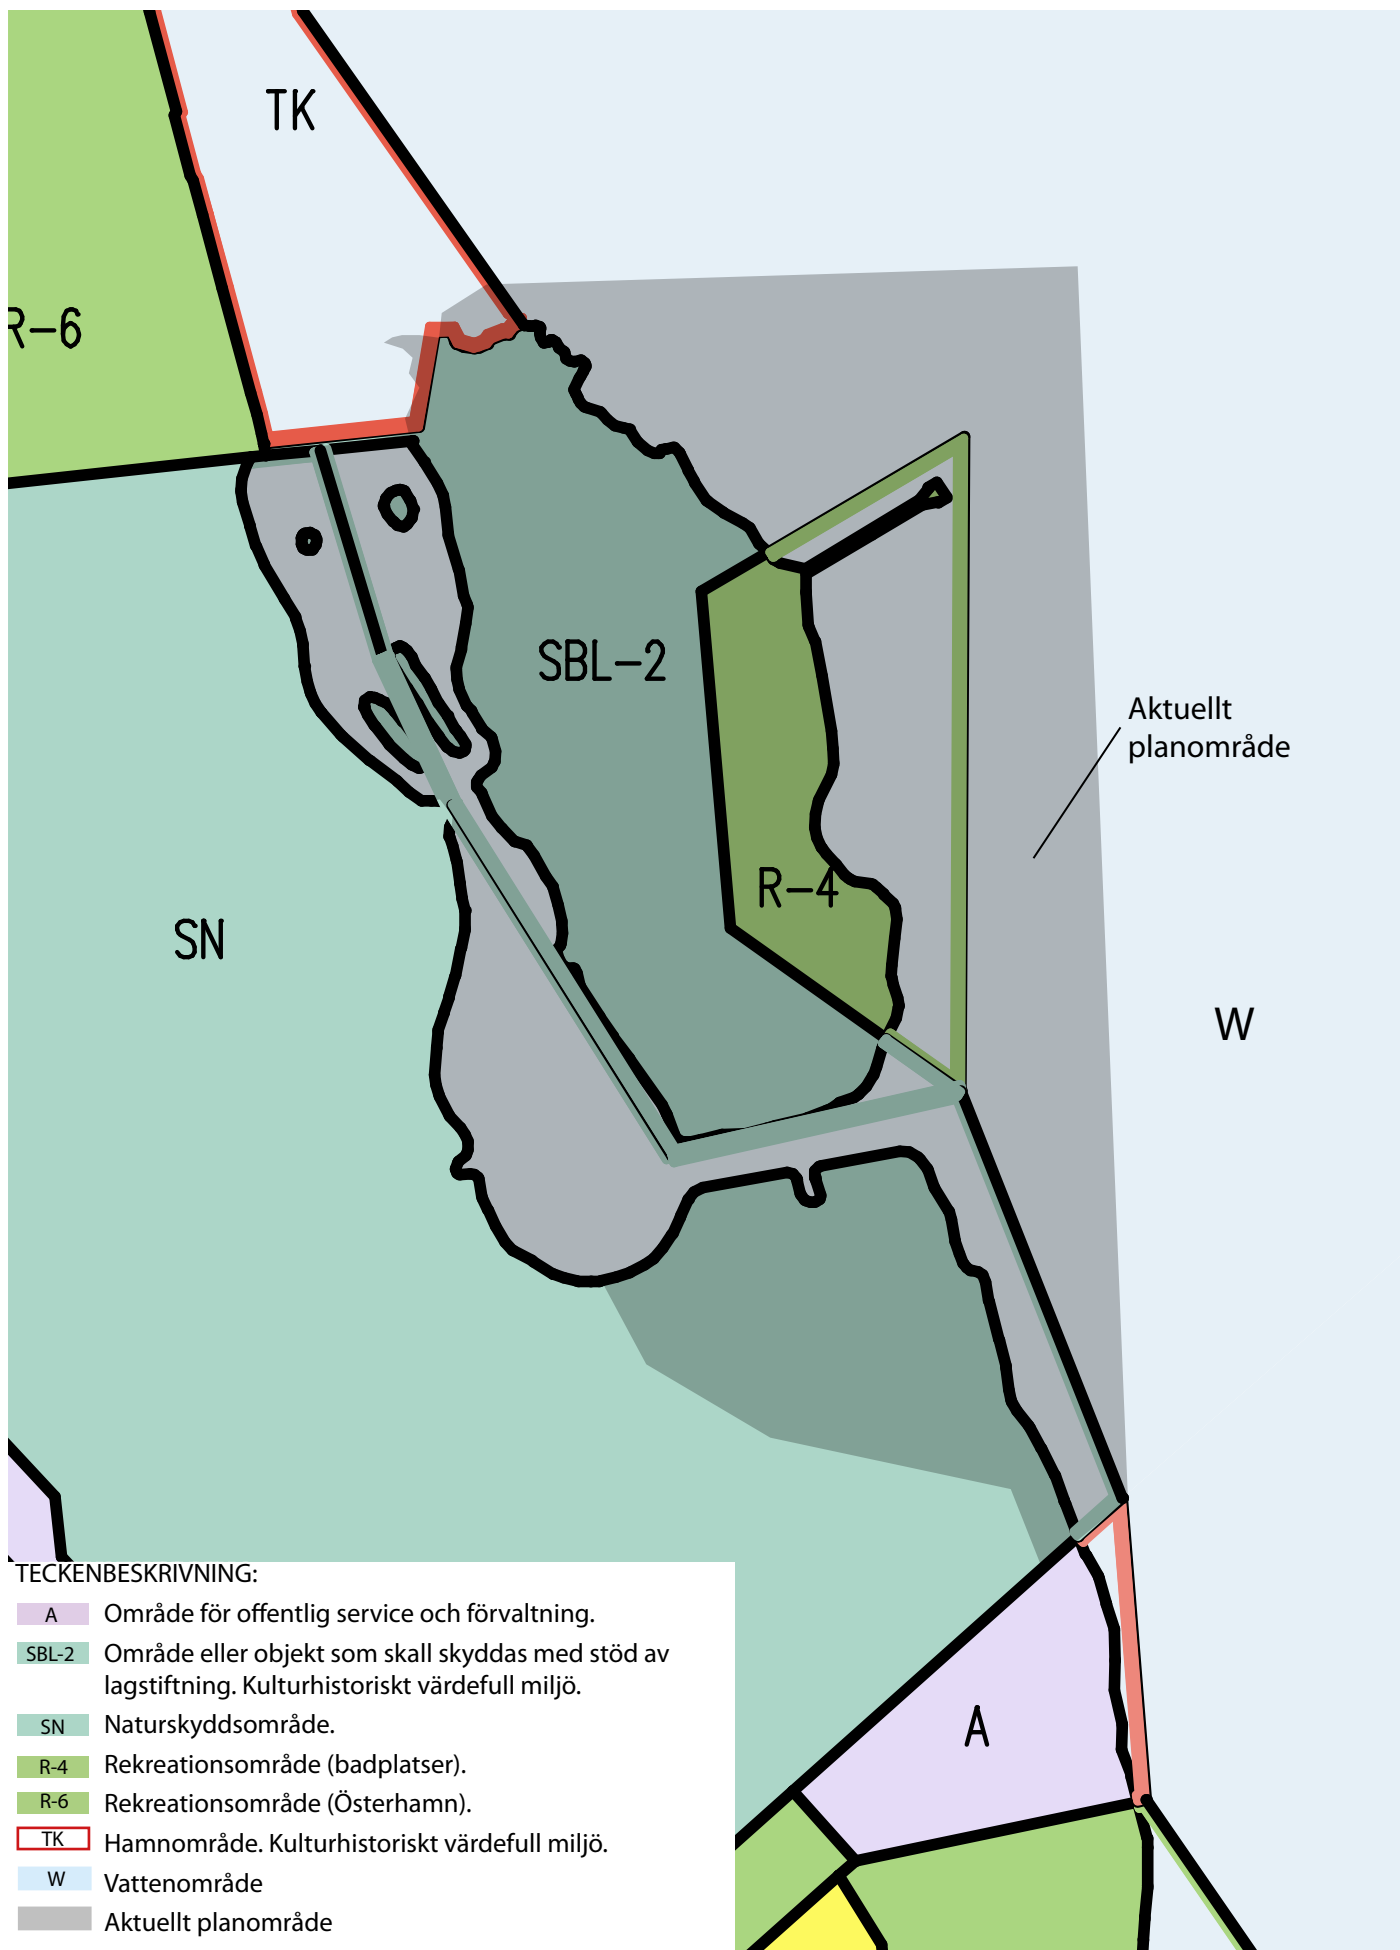 TK
R-6
SBL-2
Aktuellt
planområde
R-4
SN
W
TECKENBESKRIVNING:
A Område för offentlig service och förvaltning.
SBL-2 Område eller objekt som skall skyddas med stöd av
lagstiftning. Kulturhistoriskt värdefull miljö.
SN Naturskyddsområde.
A
R-4 Rekreationsområde (badplatser).
R-6 Rekreationsområde (Österhamn).
TK Hamnområde. Kulturhistoriskt värdefull miljö.
W Vattenområde
Aktuellt planområde